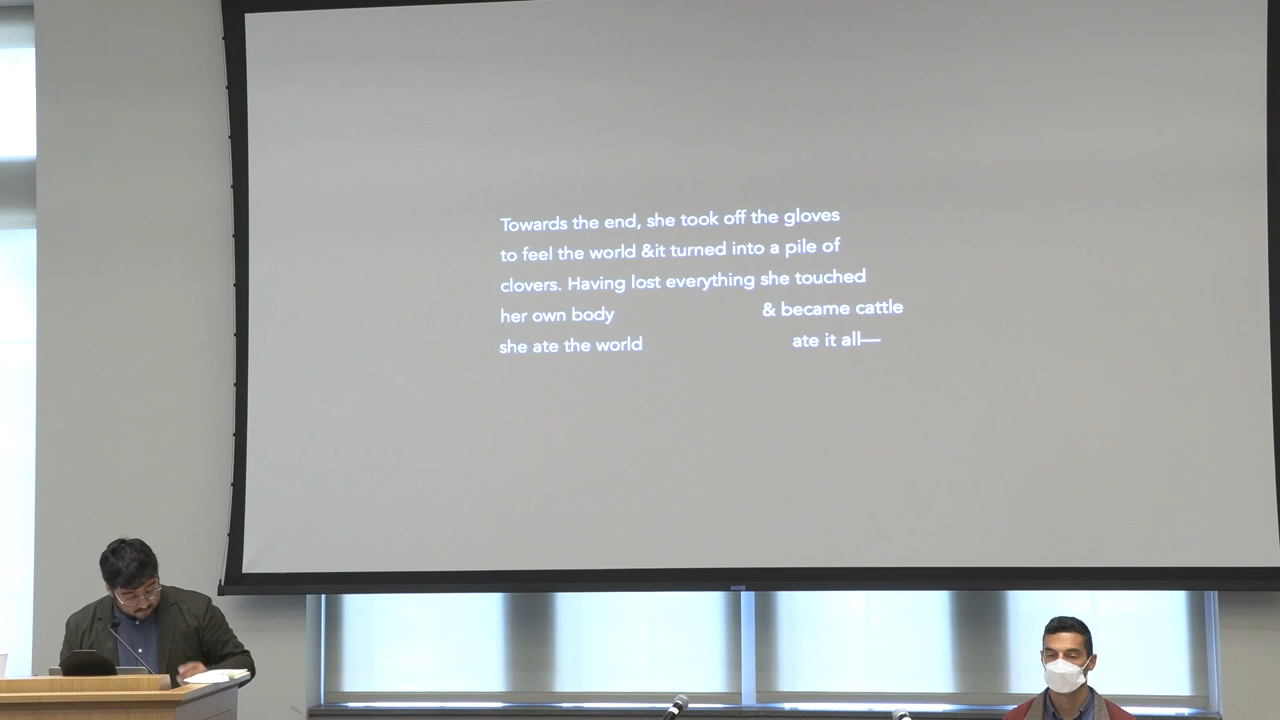 Towards the end, she took off the gloves
to feel the world &it turned into a pile of
clovers. Having lost everything she touched
her own body & became cattle
she ate the world ate it all—